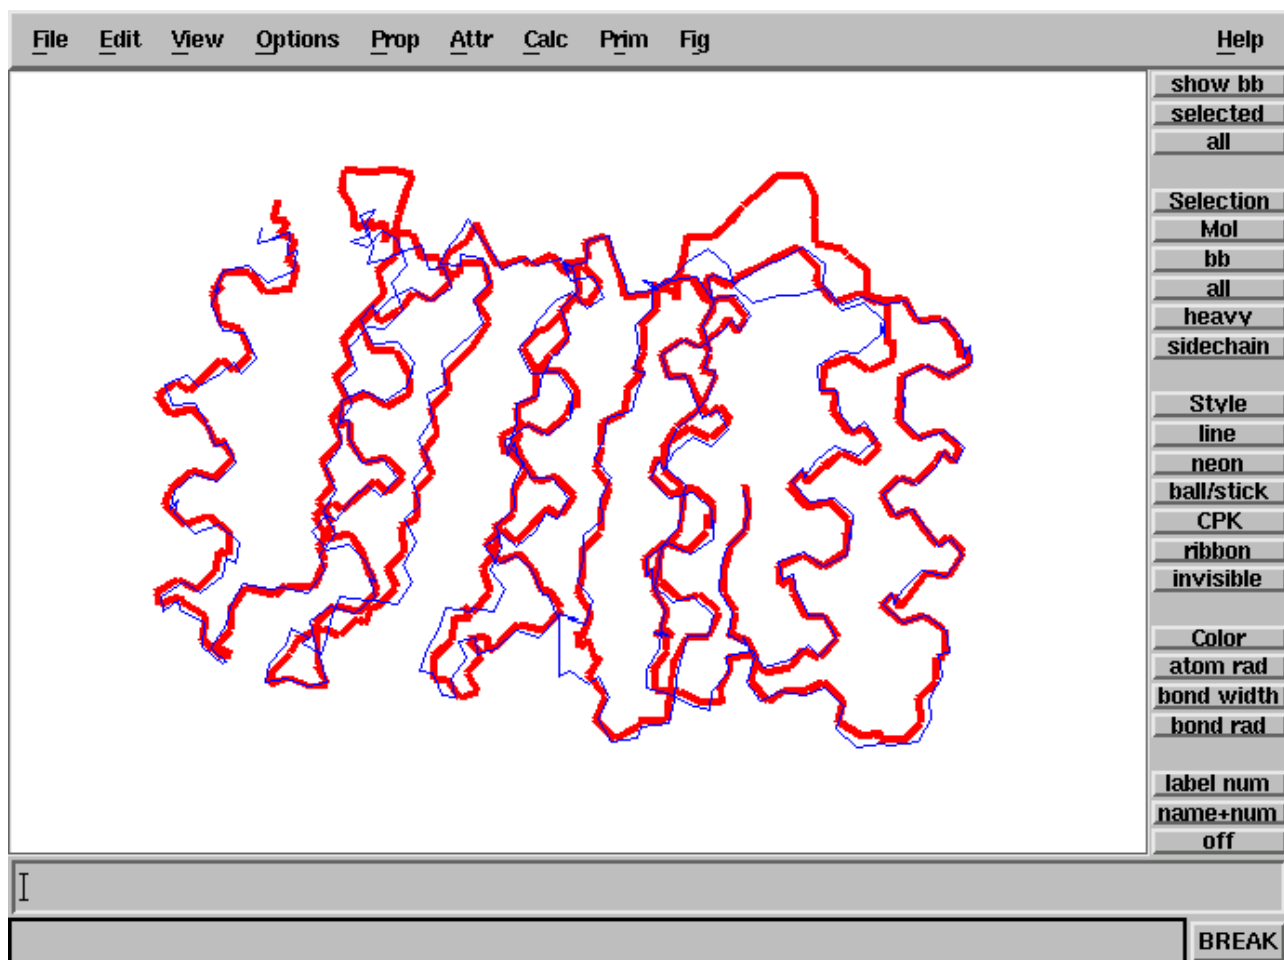 File Edit View Options Prop Attr Calc Prim Fig Help
show bb
selected
all
Selection
Mol
bb
all
heavy
sidechain
Style
line
neon
ball/stick
CPK
ribbon
invisible
Color
atom rad
bond width
bond rad
label num
name+num
off
BREAK